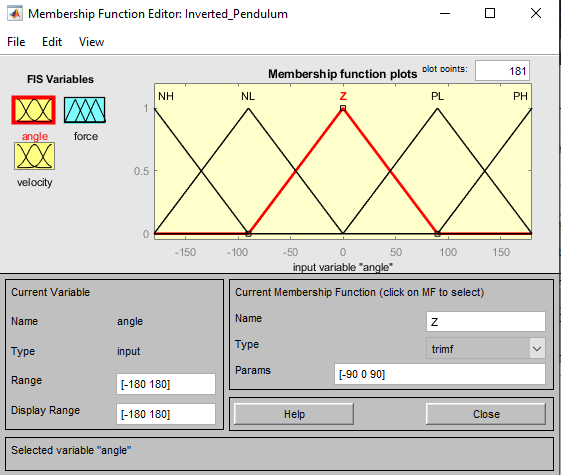 Membership Function Editor: Inverted_Pendulum
File Edit View
FIS Variables
angle
force
velocity
Membership function plots
plot points:
181
NH NL Z PL PH
1
0.5
0
-150 -100 -50 0 50 100 150
input variable "angle"
Current Variable
Name angle
Type input
Range [-180 180]
Display Range [-180 180]
Current Membership Function (click on MF to select)
Name Z
Type trimf
Params [-90 0 90]
Help Close
Selected variable "angle"